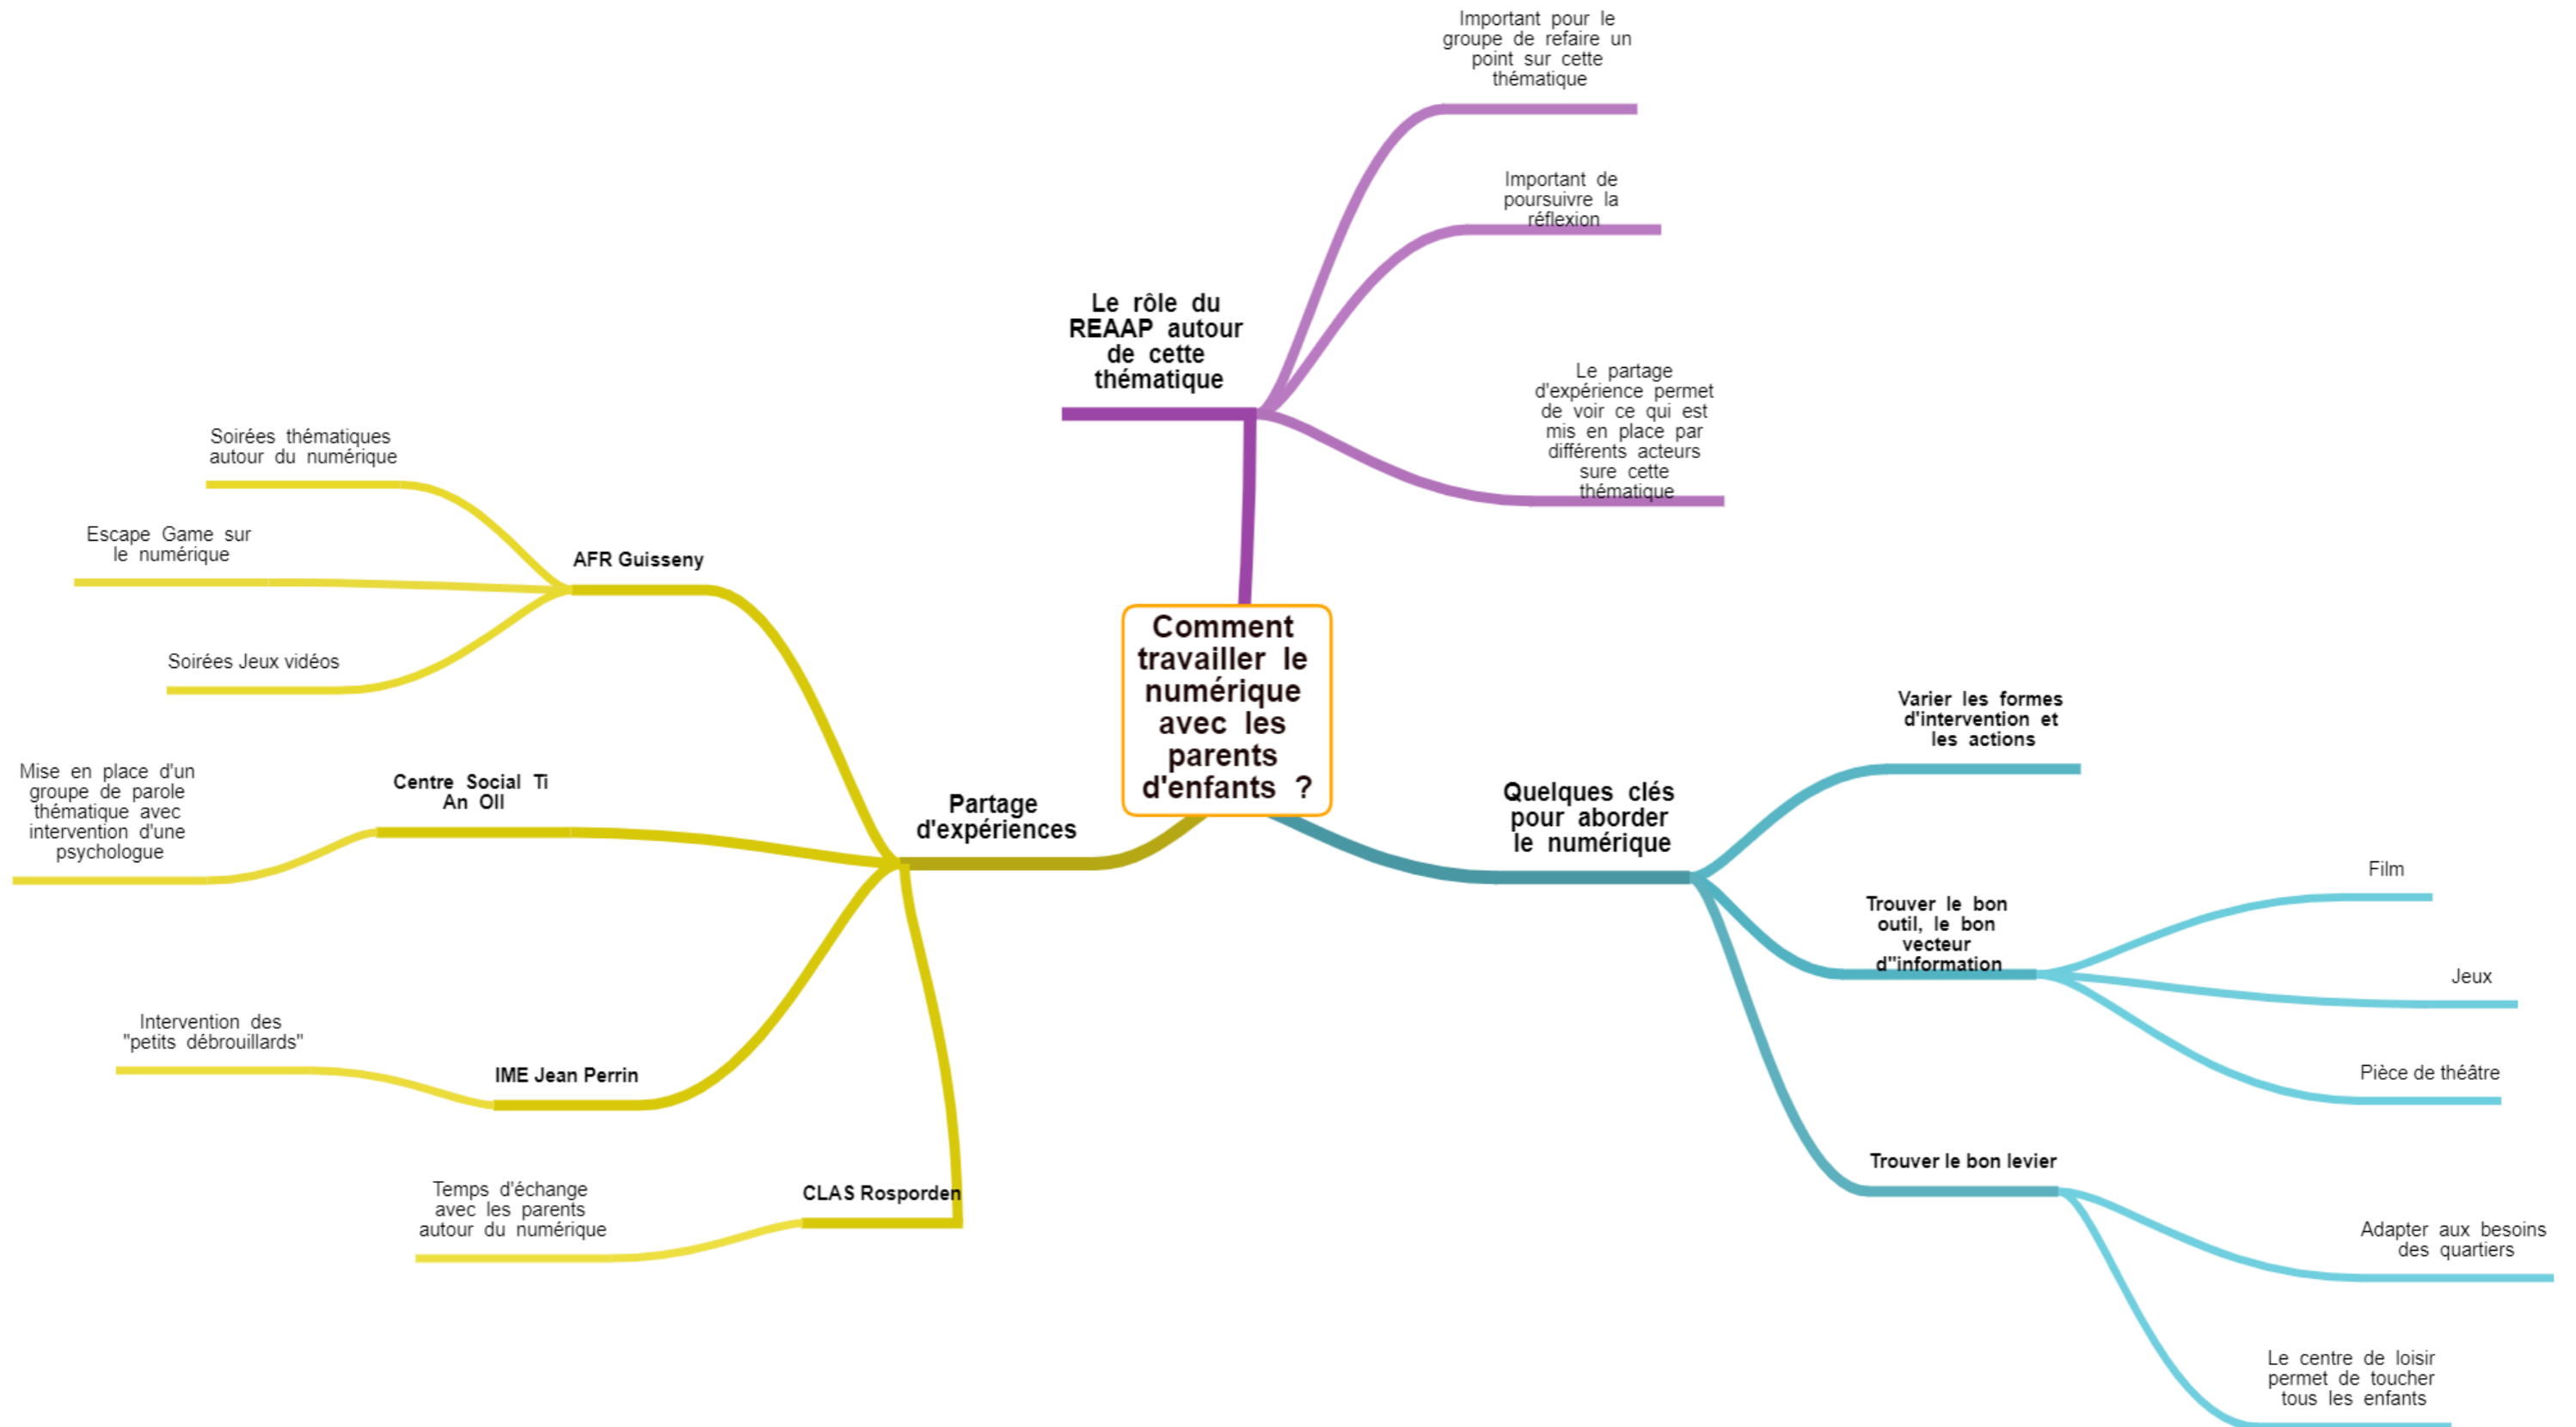 Important pour le
groupe de refaire un
point sur cette
thématique
Important de
poursuivre la
réflexion
Le partage
d'expérience permet
de voir ce qui est
mis en place par
différents acteurs
sure cette
thématique
Le rôle du
REAAP autour
de cette
thématique
Comment
travailler le
numérique
avec les
parents
d'enfants ?
Partage
d'expériences
AFR Guisseny
Soirées thématiques
autour du numérique
Escape Game sur
le numérique
Soirées Jeux vidéos
Centre Social Ti
An Oll
Mise en place d'un
groupe de parole
thématique avec
intervention d'une
psychologue
IME Jean Perrin
Intervention des
"petits débrouillards"
CLAS Rosporden
Temps d'échange
avec les parents
autour du numérique
Quelques clés
pour aborder
le numérique
Varier les formes
d'intervention et
les actions
Trouver le bon
outil, le bon
vecteur
d''information
Film
Jeux
Pièce de théâtre
Trouver le bon levier
Adapter aux besoins
des quartiers
Le centre de loisir
permet de toucher
tous les enfants